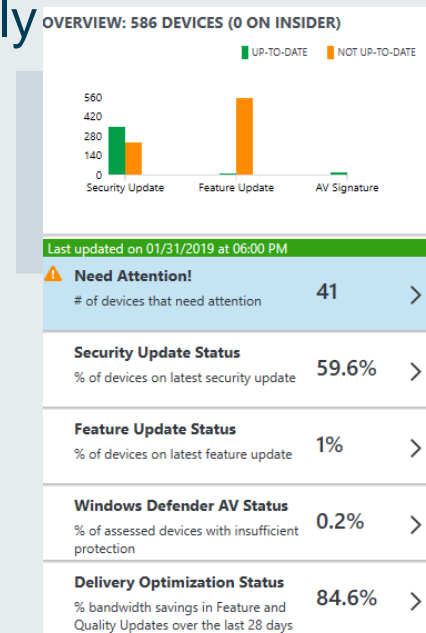 ly
OVERVIEW: 586 DEVICES (0 ON INSIDER)
UP-TO-DATE NOT UP-TO-DATE
560
420
280
140
0
Security Update Feature Update AV Signature
Last updated on 01/31/2019 at 06:00 PM
Need Attention!
# of devices that need attention 41
Security Update Status
% of devices on latest security update 59.6%
Feature Update Status
% of devices on latest feature update 1%
Windows Defender AV Status
% of assessed devices with insufficient 0.2%
protection
Delivery Optimization Status
% bandwidth savings in Feature and 84.6%
Quality Updates over the last 28 days